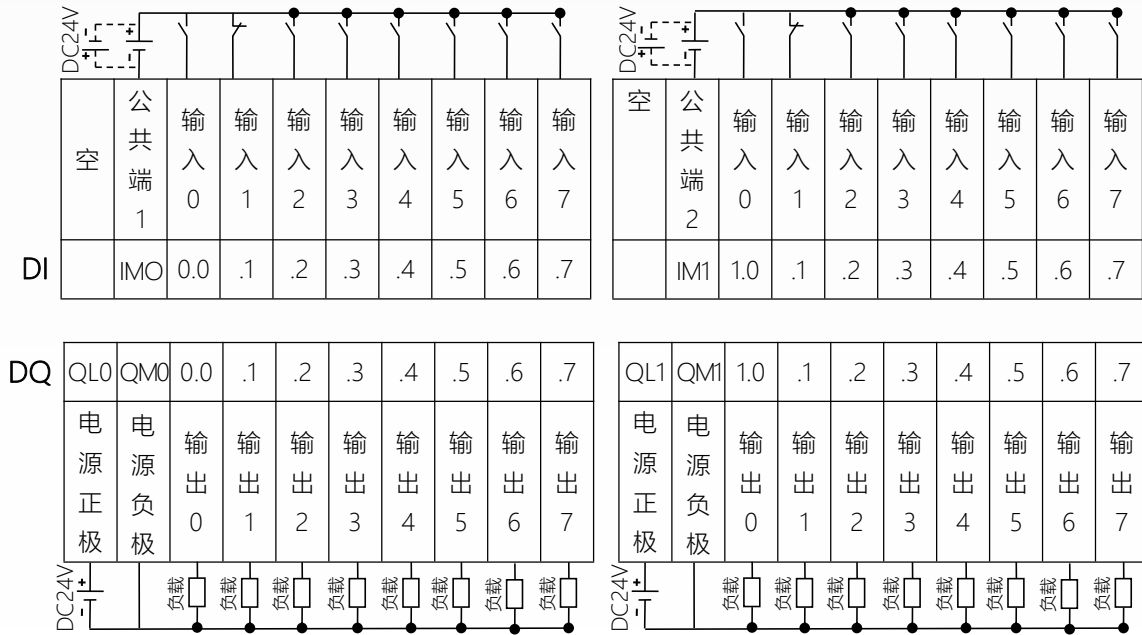 DC24V DC24V
空 公共端1 输入0 输入1 输入2 输入3 输入4 输入5 输入6 输入7 空 公共端2 输入0 输入1 输入2 输入3 输入4 输入5 输入6 输入7
DI IMO 0.0 .1 .2 .3 .4 .5 .6 .7 IM1 1.0 .1 .2 .3 .4 .5 .6 .7
DQ QL0 QM0 0.0 .1 .2 .3 .4 .5 .6 .7 QL1 QM1 1.0 .1 .2 .3 .4 .5 .6 .7
电源正极 电源负极 输出0 输出1 输出2 输出3 输出4 输出5 输出6 输出7 电源正极 电源负极 输出0 输出1 输出2 输出3 输出4 输出5 输出6 输出7
DC24V 负载 负载 负载 负载 负载 负载 负载 负载 DC24V 负载 负载 负载 负载 负载 负载 负载 负载